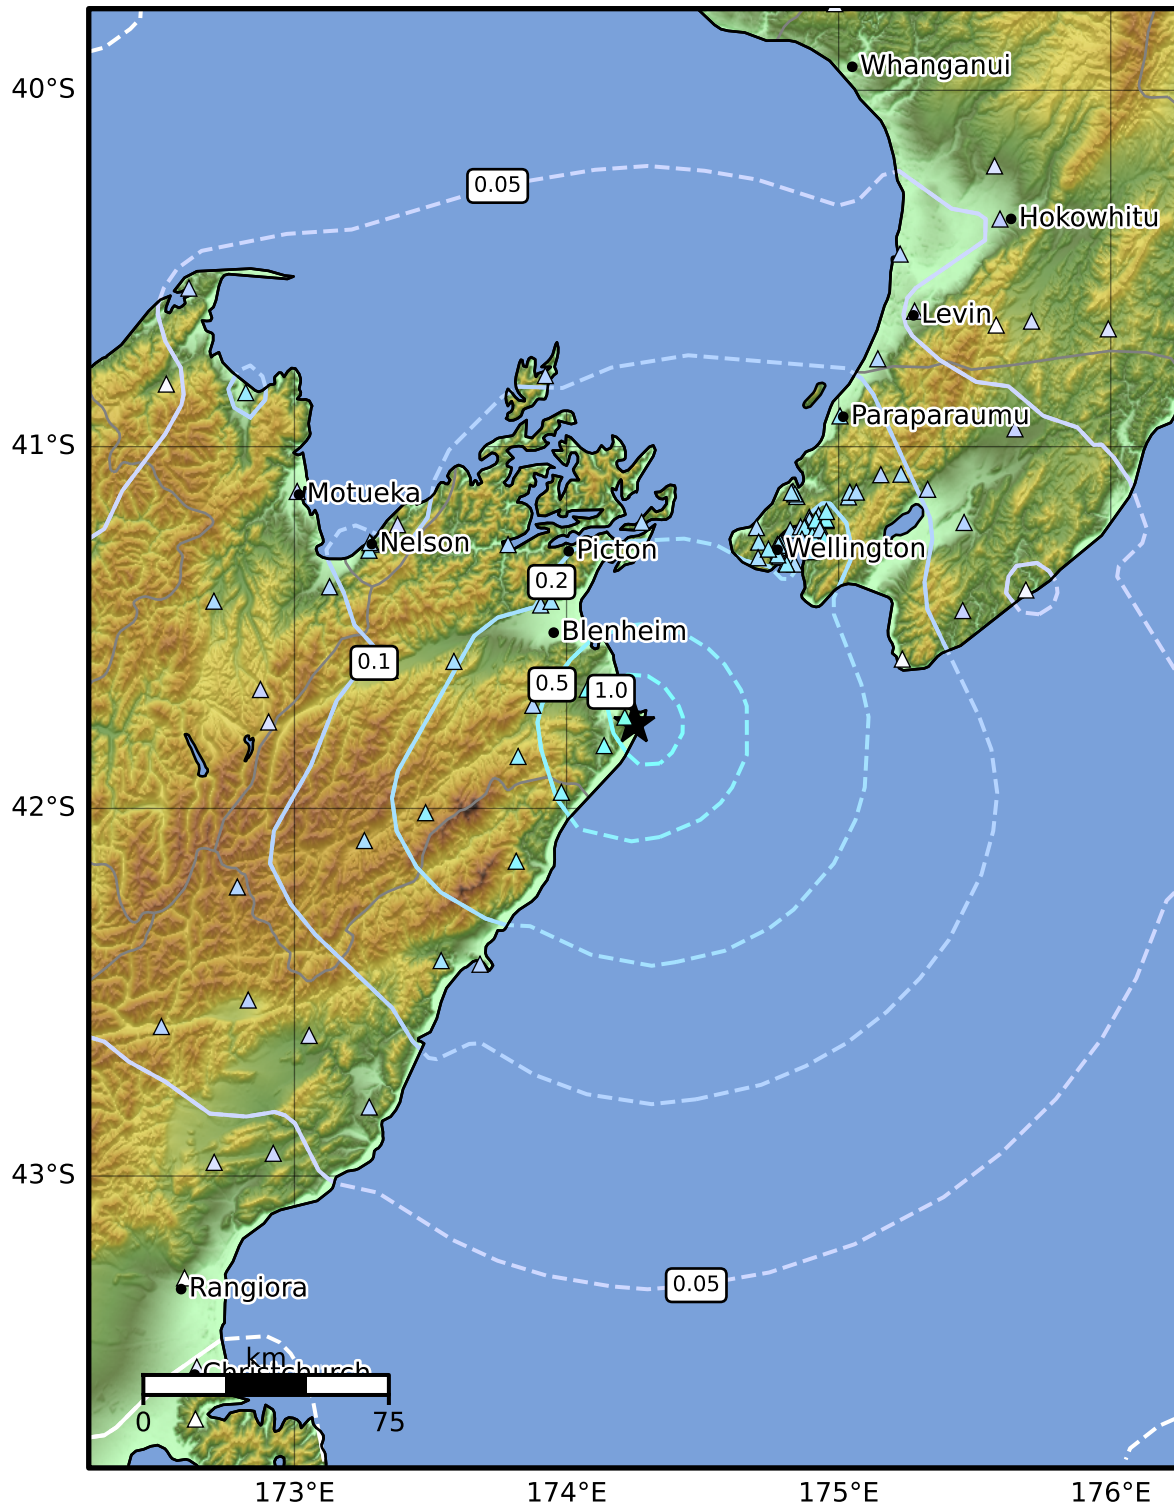 Whanganui
40°S
0.05
Hokowhitu
Levin
Paraparaumu
41°S
Motueka
Nelson
Picton
Wellington
0.2
Blenheim
0.1
0.5
1.0
42°S
43°S
0.05
Rangiora
km
Christchurch
0
75
173°E
174°E
175°E
176°E